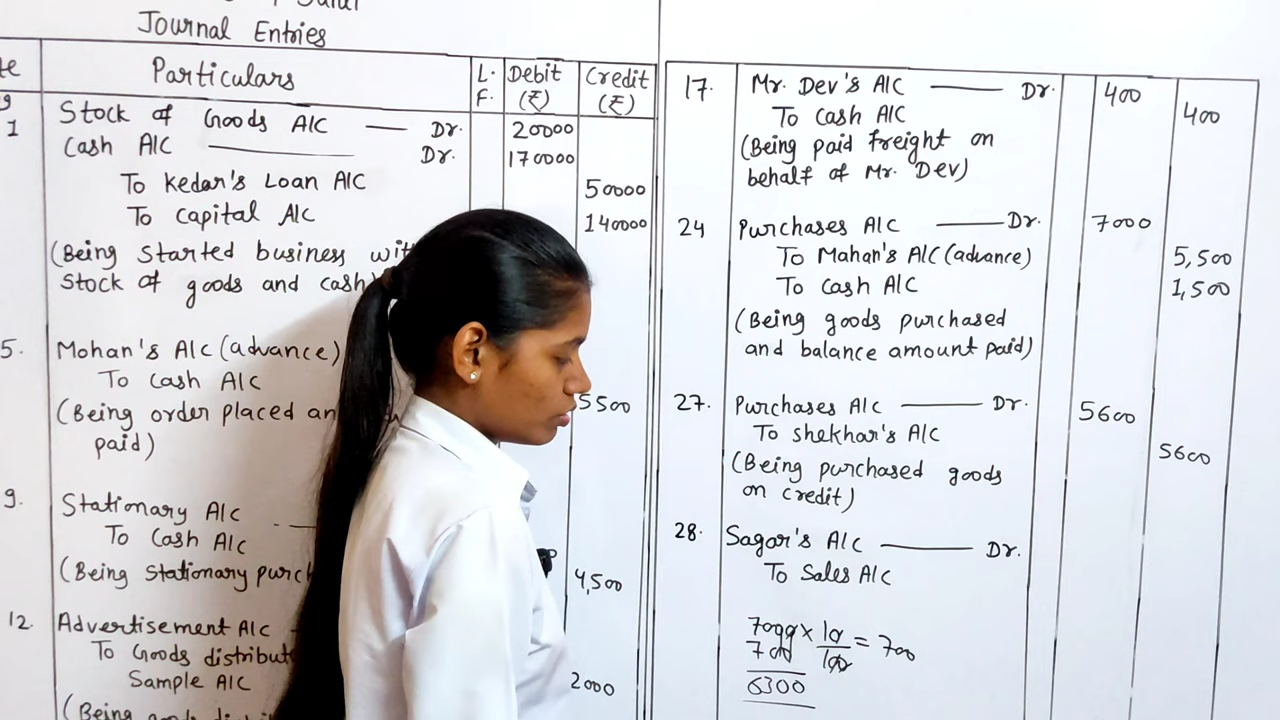 Journal Entries
Particulars
L.
F.
Debit
(₹)
Credit
(₹)
1
Stock of Goods A/C —— Dr. 20000
Cash A/C ———— Dr. 170000
To Kedar's Loan A/C 50000
To Capital A/C 140000
(Being started business
stock of goods and cash
5. Mohan's A/C (advance)
To Cash A/C 5500
(Being order placed
paid)
9. Stationary A/C
To Cash A/C 4,500
(Being Stationary
12. Advertisement A/C
To Goods
Sample A/C 2000
(Being
17. Mr. Dev's A/C ——— Dr. 400
To Cash A/C 400
(Being paid freight on
behalf of Mr. Dev)
24 Purchases A/C ——— Dr. 7000
To Mahan's A/C (advance) 5,500
To Cash A/C 1,500
(Being goods purchased
and balance amount paid)
27. Purchases A/C ——— Dr. 5600
To Shekhar's A/C 5600
(Being purchased goods
on credit)
28. Sagar's A/C ——— Dr.
To Sales A/C
7000 × 10/100 = 700
700
6300